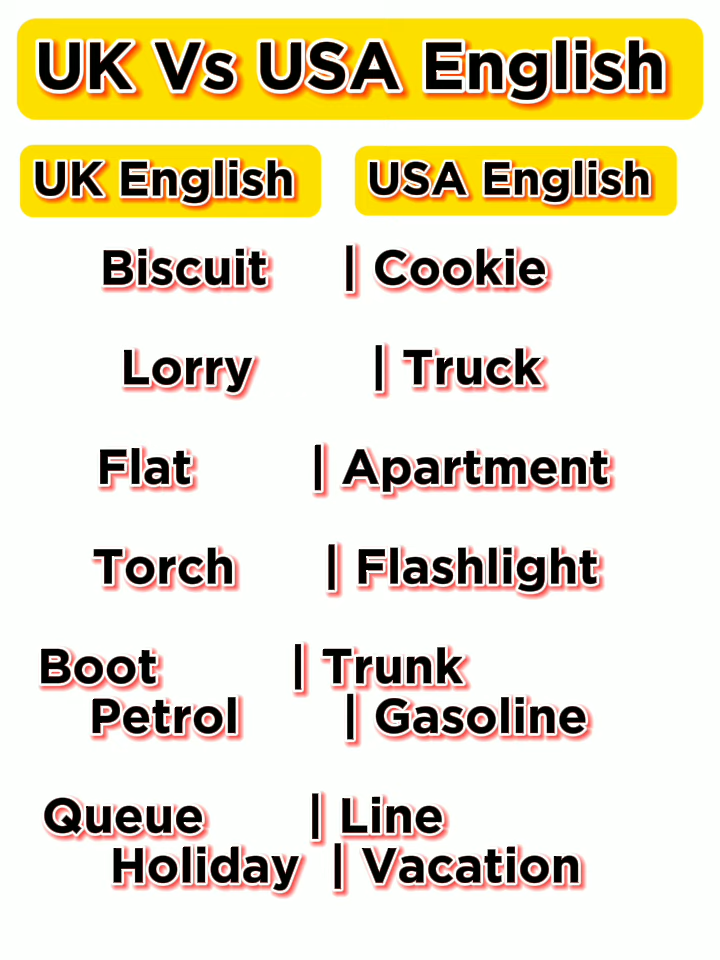 UK Vs USA English
UK English USA English
Biscuit | Cookie
Lorry | Truck
Flat | Apartment
Torch | Flashlight
Boot | Trunk
Petrol | Gasoline
Queue | Line
Holiday | Vacation